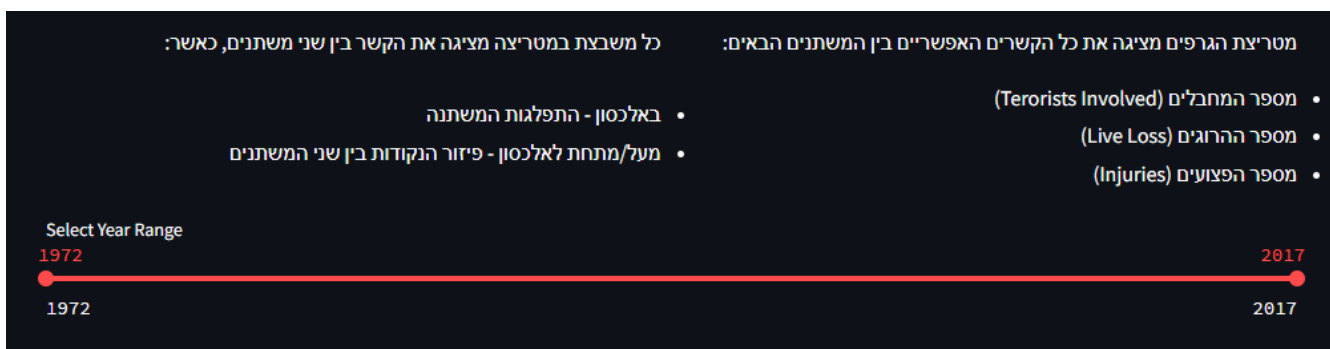 מטריצת הגרפים מציגה את כל הקשרים האפשריים בין המשתנים הבאים:
• מספר המחבלים (Terorists Involved)
• מספר ההרוגים (Live Loss)
• מספר הפצועים (Injuries)
כל משבצת במטריצה מציגה את הקשר בין שני משתנים, כאשר:
• באלכסון - התפלגות המשתנה
• מעל/מתחת לאלכסון - פיזור הנקודות בין שני המשתנים
Select Year Range
1972 2017
1972 2017